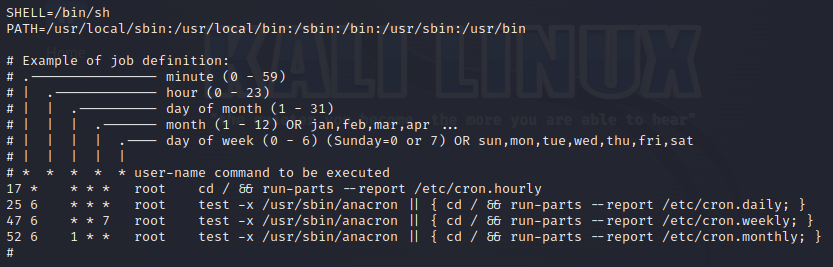 SHELL=/bin/sh
PATH=/usr/local/sbin:/usr/local/bin:/sbin:/bin:/usr/sbin:/usr/bin
KALI LINUX
# Example of job definition:
# .---------------- minute (0 - 59)
# |  .------------- hour (0 - 23)
# |  |  .---------- day of month (1 - 31)
# |  |  |  .------- month (1 - 12) OR jan,feb,mar,apr ...
the more you are able to hear"
# |  |  |  |  .---- day of week (0 - 6) (Sunday=0 or 7) OR sun,mon,tue,wed,thu,fri,sat
# |  |  |  |  |
# *  *  *  *  * user-name command to be executed
17 *    * * *   root    cd / && run-parts --report /etc/cron.hourly
25 6    * * *   root    test -x /usr/sbin/anacron || { cd / && run-parts --report /etc/cron.daily; }
47 6    * * 7   root    test -x /usr/sbin/anacron || { cd / && run-parts --report /etc/cron.weekly; }
52 6    1 * *   root    test -x /usr/sbin/anacron || { cd / && run-parts --report /etc/cron.monthly; }
#